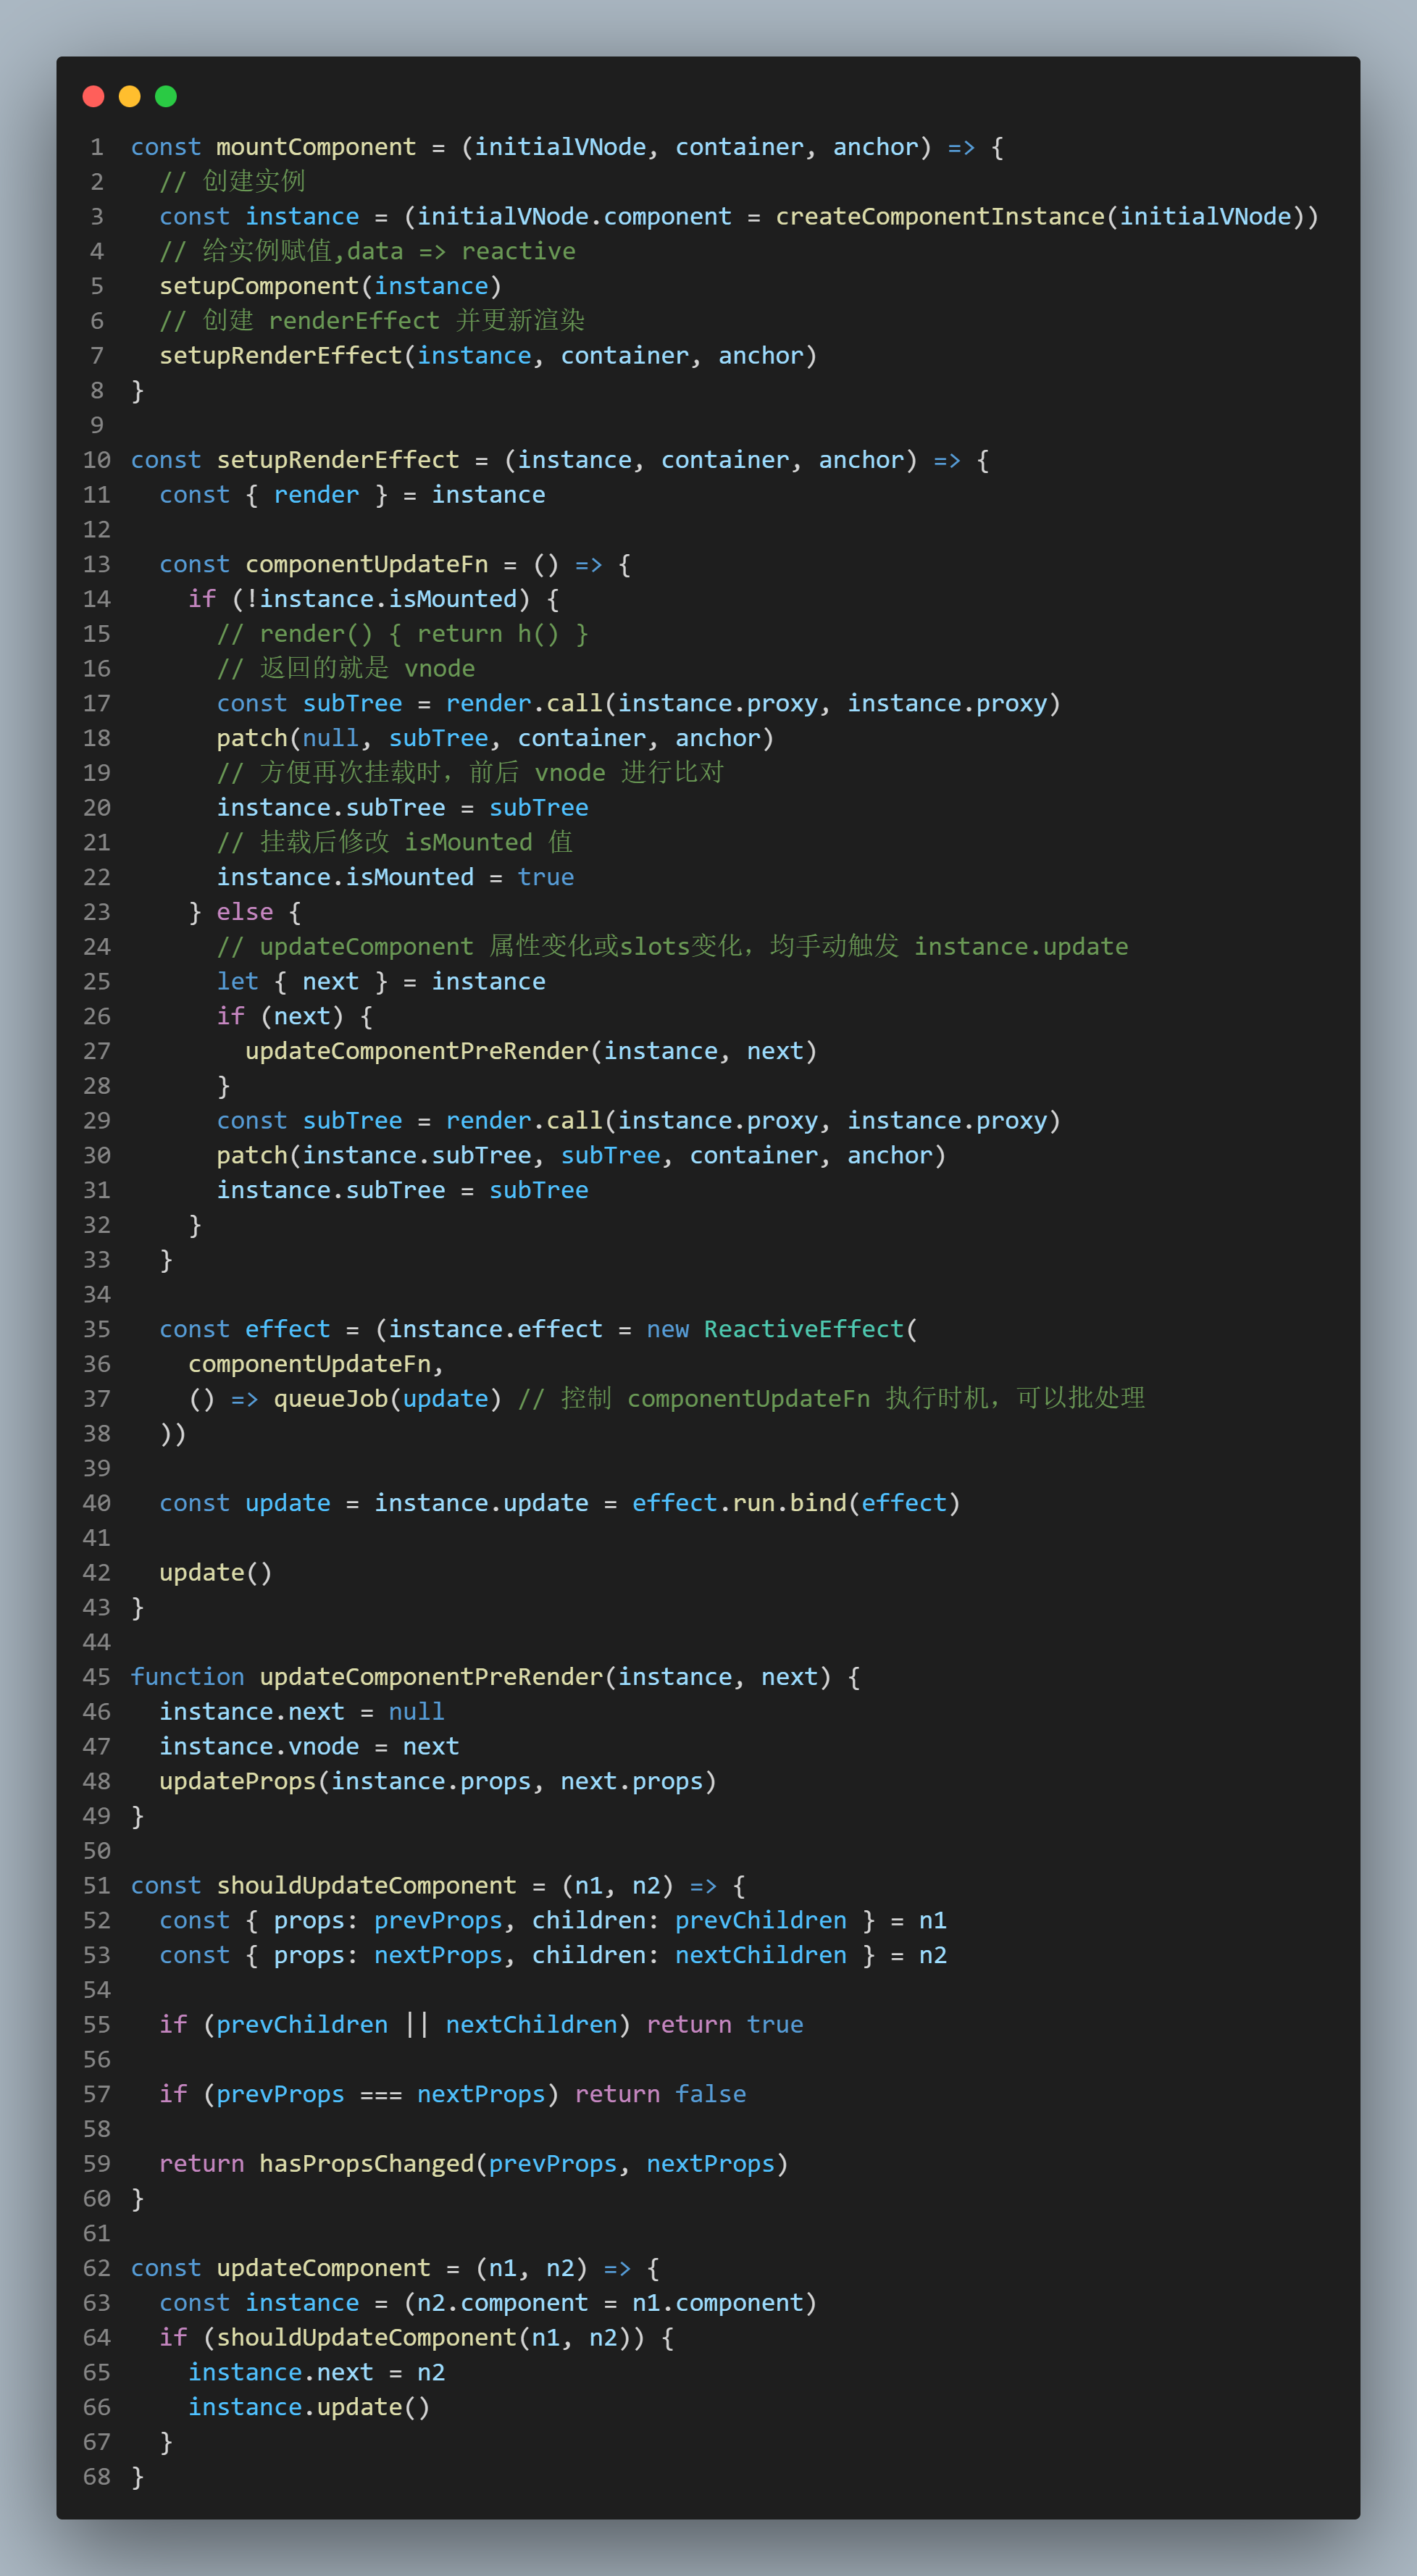 1 const mountComponent = (initialVNode, container, anchor) => {
2   // 创建实例
3   const instance = (initialVNode.component = createComponentInstance(initialVNode))
4   // 给实例赋值,data => reactive
5   setupComponent(instance)
6   // 创建 renderEffect 并更新渲染
7   setupRenderEffect(instance, container, anchor)
8 }
9
10 const setupRenderEffect = (instance, container, anchor) => {
11   const { render } = instance
12
13   const componentUpdateFn = () => {
14     if (!instance.isMounted) {
15       // render() { return h() }
16       // 返回的就是 vnode
17       const subTree = render.call(instance.proxy, instance.proxy)
18       patch(null, subTree, container, anchor)
19       // 方便再次挂载时，前后 vnode 进行比对
20       instance.subTree = subTree
21       // 挂载后修改 isMounted 值
22       instance.isMounted = true
23     } else {
24       // updateComponent 属性变化或slots变化，均手动触发 instance.update
25       let { next } = instance
26       if (next) {
27         updateComponentPreRender(instance, next)
28       }
29       const subTree = render.call(instance.proxy, instance.proxy)
30       patch(instance.subTree, subTree, container, anchor)
31       instance.subTree = subTree
32     }
33   }
34
35   const effect = (instance.effect = new ReactiveEffect(
36     componentUpdateFn,
37     () => queueJob(update) // 控制 componentUpdateFn 执行时机，可以批处理
38   ))
39
40   const update = instance.update = effect.run.bind(effect)
41
42   update()
43 }
44
45 function updateComponentPreRender(instance, next) {
46   instance.next = null
47   instance.vnode = next
48   updateProps(instance.props, next.props)
49 }
50
51 const shouldUpdateComponent = (n1, n2) => {
52   const { props: prevProps, children: prevChildren } = n1
53   const { props: nextProps, children: nextChildren } = n2
54
55   if (prevChildren || nextChildren) return true
56
57   if (prevProps === nextProps) return false
58
59   return hasPropsChanged(prevProps, nextProps)
60 }
61
62 const updateComponent = (n1, n2) => {
63   const instance = (n2.component = n1.component)
64   if (shouldUpdateComponent(n1, n2)) {
65     instance.next = n2
66     instance.update()
67   }
68 }